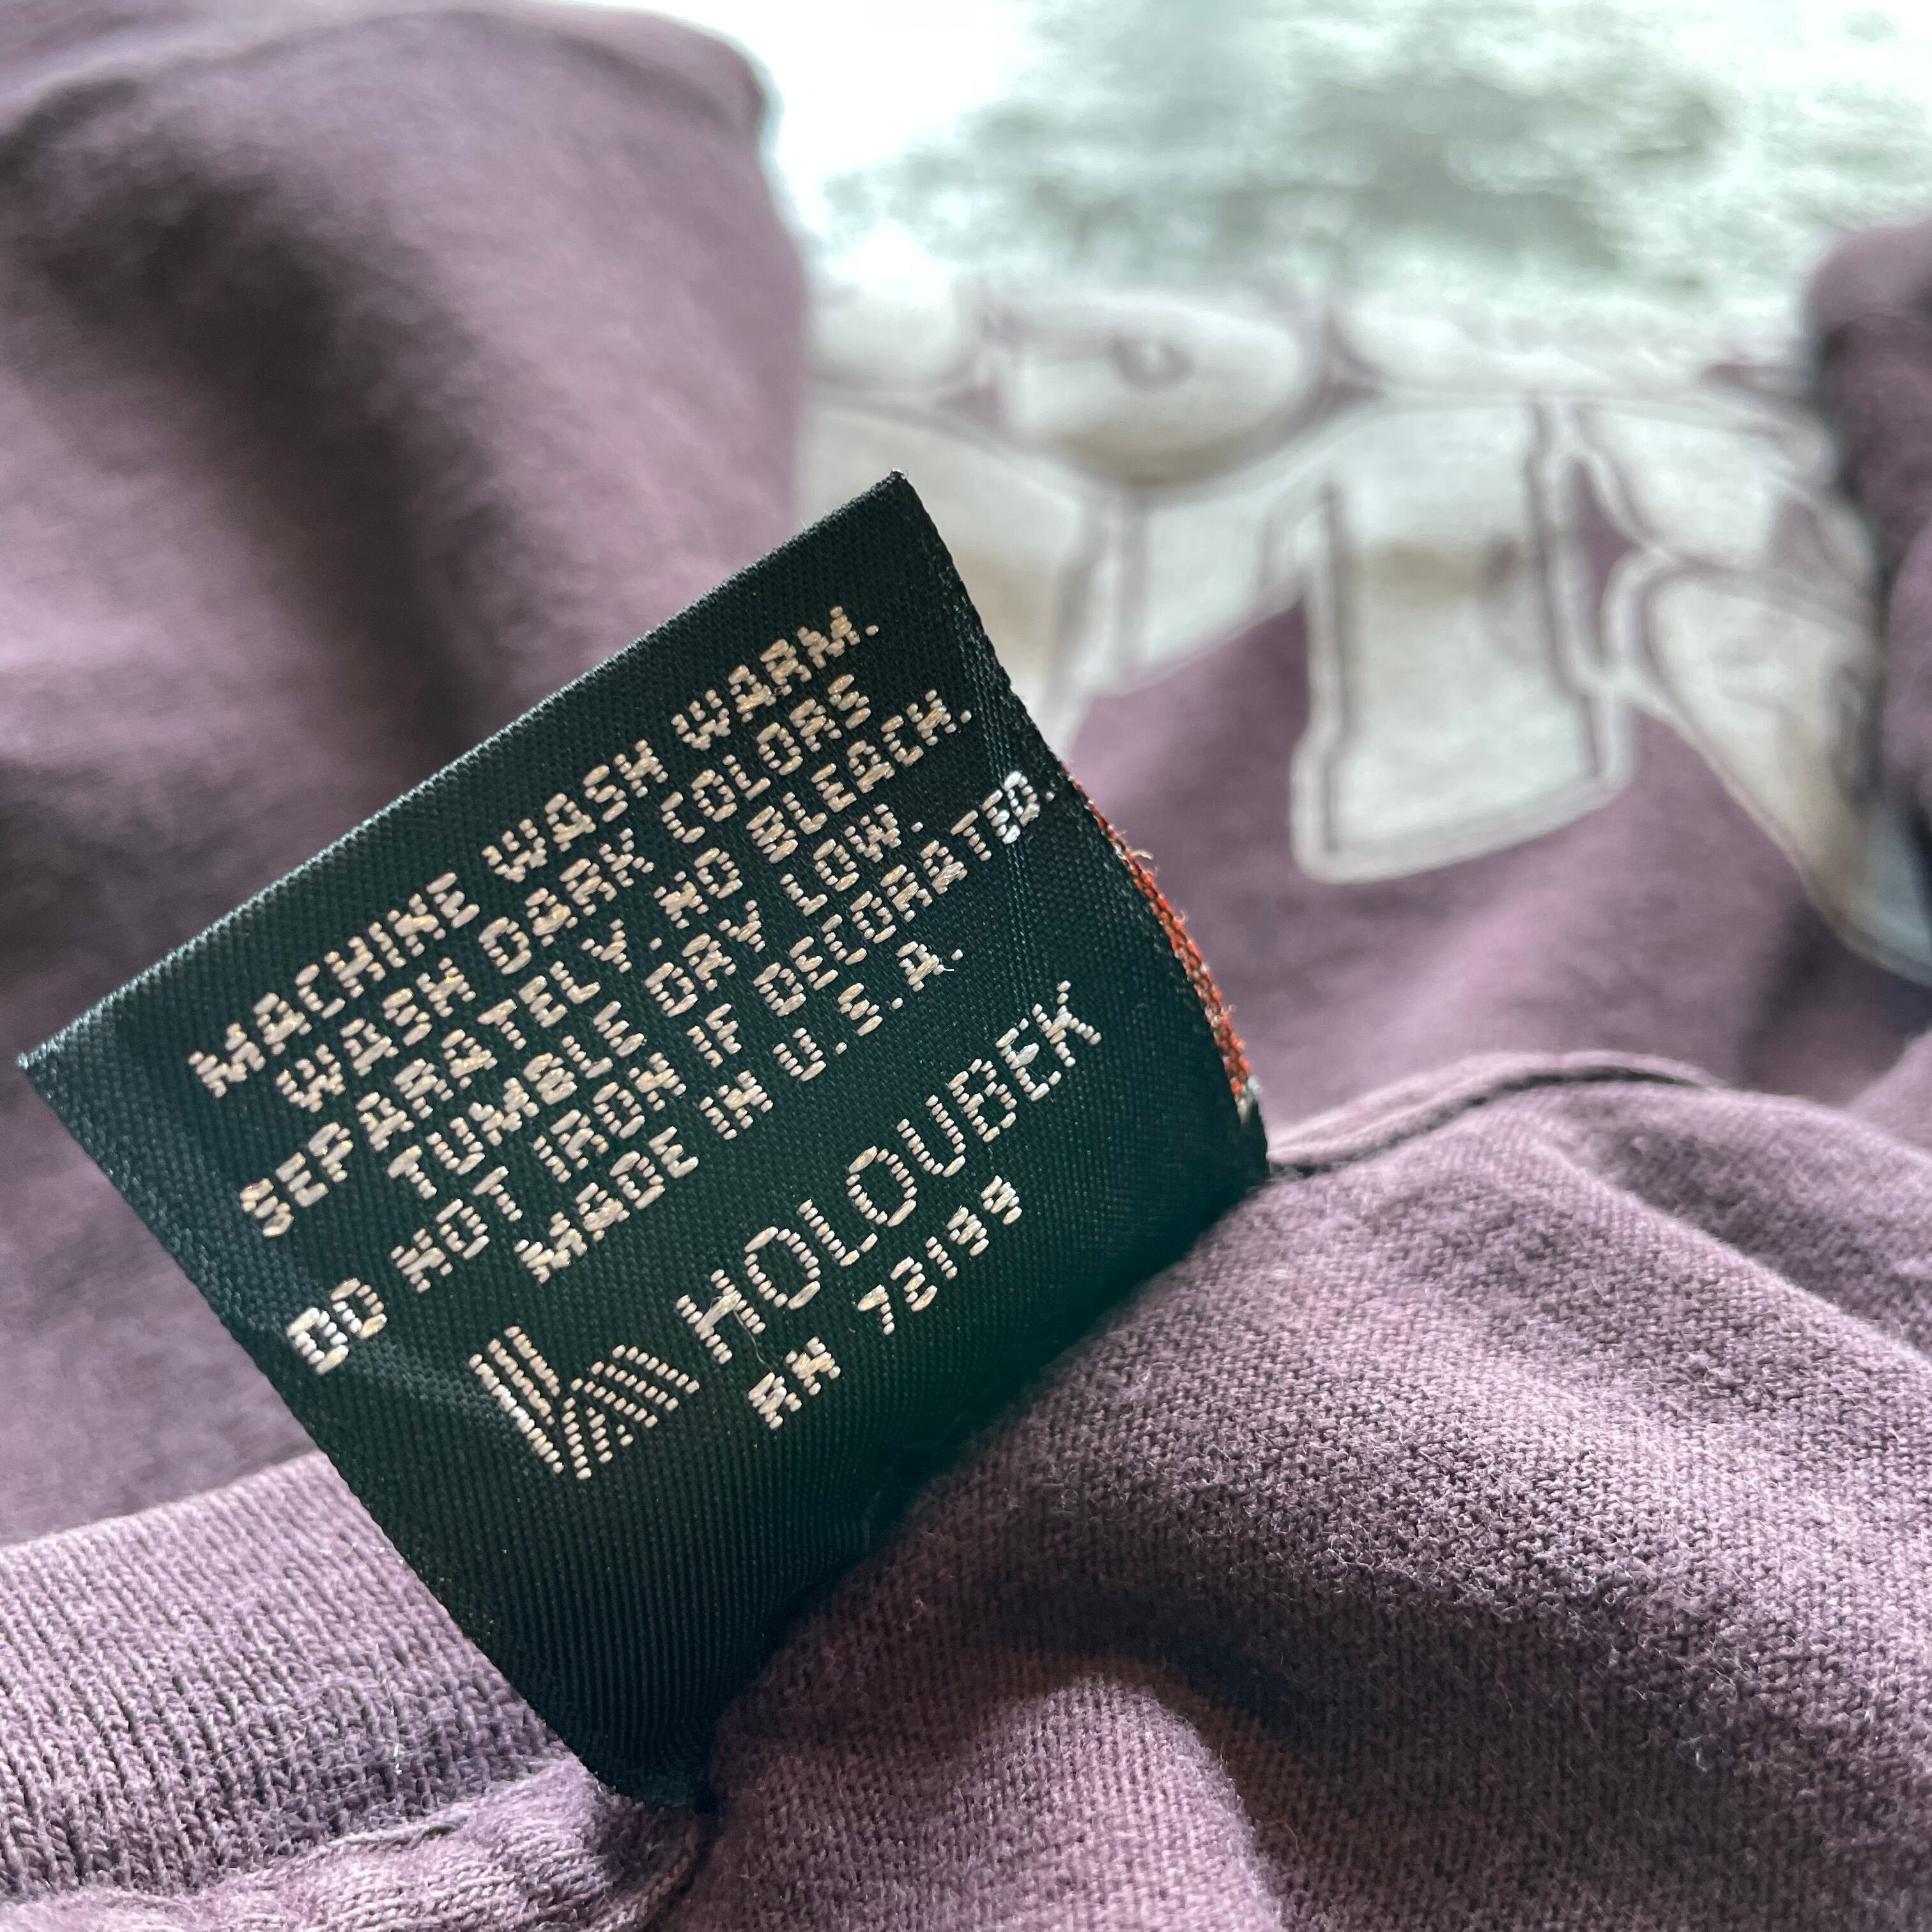 MACHINE WASH WARM.
WASH DARK COLORS
SEPARATELY. NO BLEACH.
TUMBLE DRY LOW.
DO NOT IRON IF DECORATED.
MADE IN U.S.A.
HOLOUBEK
RN